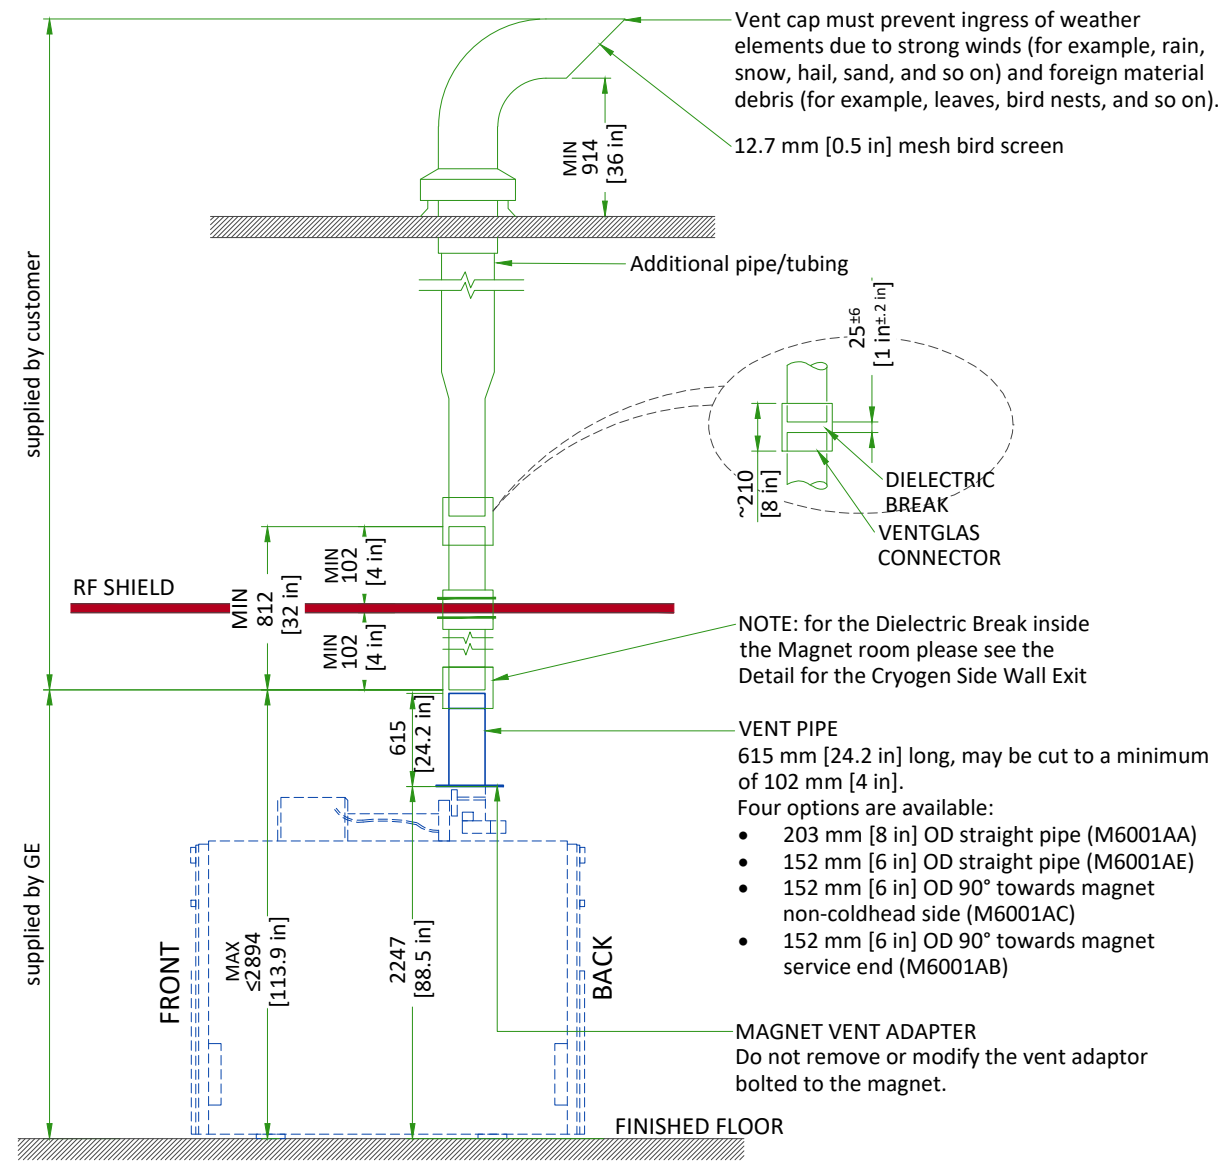 Vent cap must prevent ingress of weather
elements due to strong winds (for example, rain,
snow, hail, sand, and so on) and foreign material
debris (for example, leaves, bird nests, and so on).
12.7 mm [0.5 in] mesh bird screen
MIN
914
[36 in]
supplied by customer
Additional pipe/tubing
25±6
[1 in±.2 in]
~210
[8 in]
DIELECTRIC
BREAK
VENTGLAS
CONNECTOR
RF SHIELD
MIN
812
[32 in]
MIN
102
[4 in]
MIN
102
[4 in]
NOTE: for the Dielectric Break inside
the Magnet room please see the
Detail for the Cryogen Side Wall Exit
615
[24.2 in]
VENT PIPE
615 mm [24.2 in] long, may be cut to a minimum
of 102 mm [4 in].
Four options are available:
• 203 mm [8 in] OD straight pipe (M6001AA)
• 152 mm [6 in] OD straight pipe (M6001AE)
• 152 mm [6 in] OD 90° towards magnet
non-coldhead side (M6001AC)
• 152 mm [6 in] OD 90° towards magnet
service end (M6001AB)
supplied by GE
FRONT
MAX
≤2894
[113.9 in]
2247
[88.5 in]
BACK
MAGNET VENT ADAPTER
Do not remove or modify the vent adaptor
bolted to the magnet.
FINISHED FLOOR